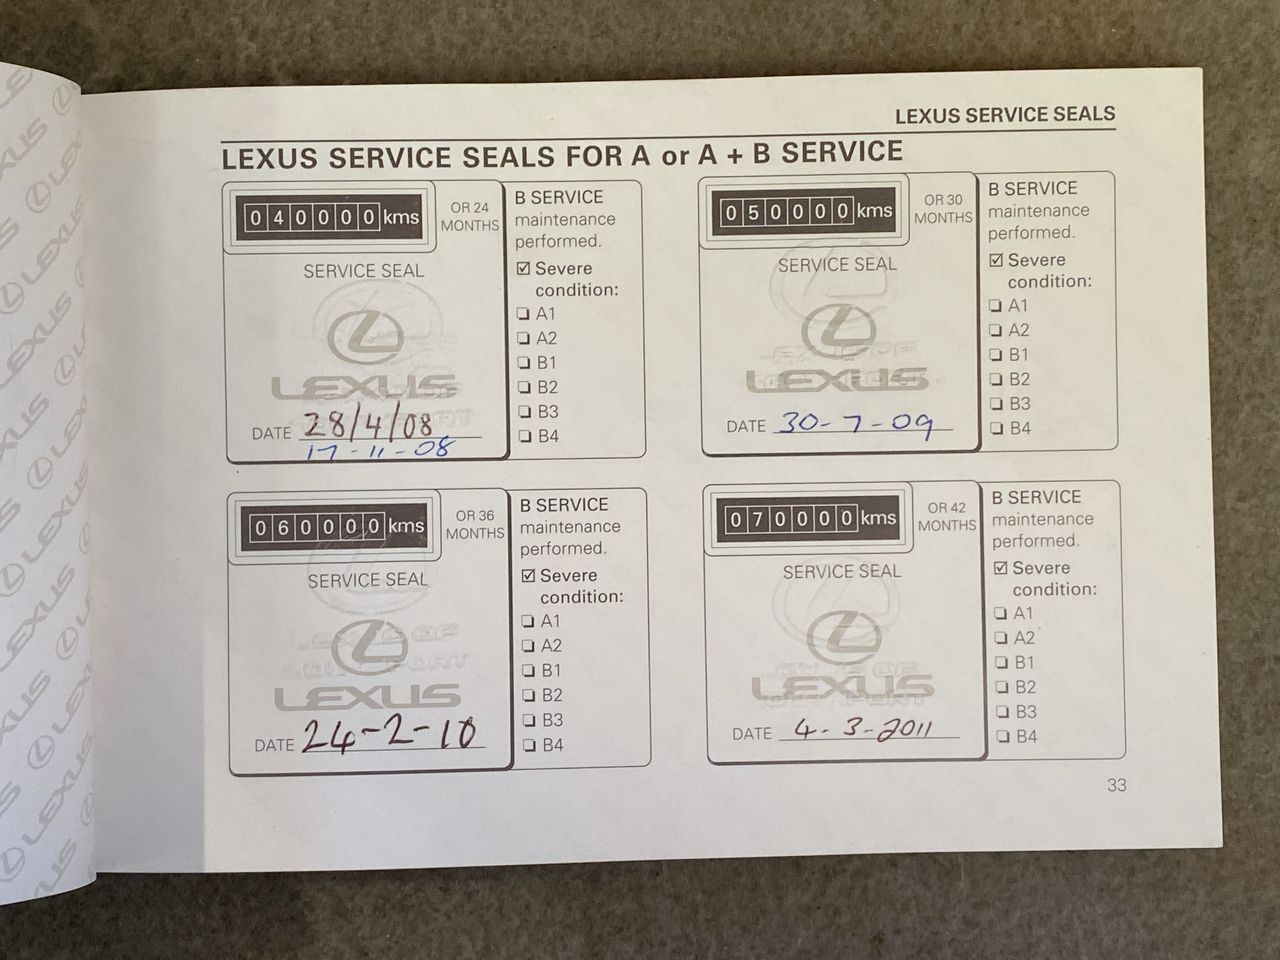 LEXUS SERVICE SEALS
LEXUS SERVICE SEALS FOR A or A + B SERVICE
040000 kms
OR 24
MONTHS
SERVICE SEAL
LEXUS
DATE 28/4/08
17-11-08
B SERVICE
maintenance
performed.
☑ Severe
condition:
❏ A1
❏ A2
❏ B1
❏ B2
❏ B3
❏ B4
050000 kms
OR 30
MONTHS
SERVICE SEAL
LEXUS
DATE 30-7-09
B SERVICE
maintenance
performed.
☑ Severe
condition:
❏ A1
❏ A2
❏ B1
❏ B2
❏ B3
❏ B4
060000 kms
OR 36
MONTHS
SERVICE SEAL
LEXUS
DATE 24-2-10
B SERVICE
maintenance
performed.
☑ Severe
condition:
❏ A1
❏ A2
❏ B1
❏ B2
❏ B3
❏ B4
070000 kms
OR 42
MONTHS
SERVICE SEAL
LEXUS
DATE 4-3-2011
B SERVICE
maintenance
performed.
☑ Severe
condition:
❏ A1
❏ A2
❏ B1
❏ B2
❏ B3
❏ B4
33